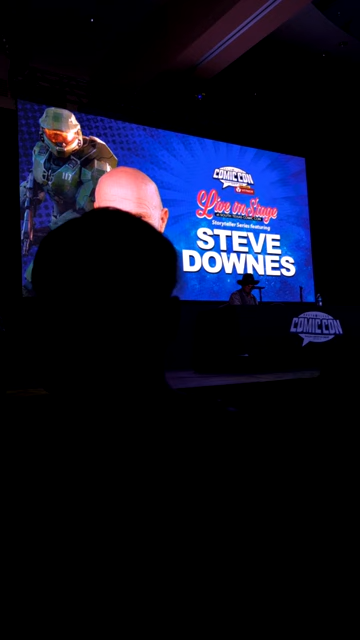 COMIC CON
Live on Stage
Storyteller Series featuring
STEVE
DOWNES
COMIC CON